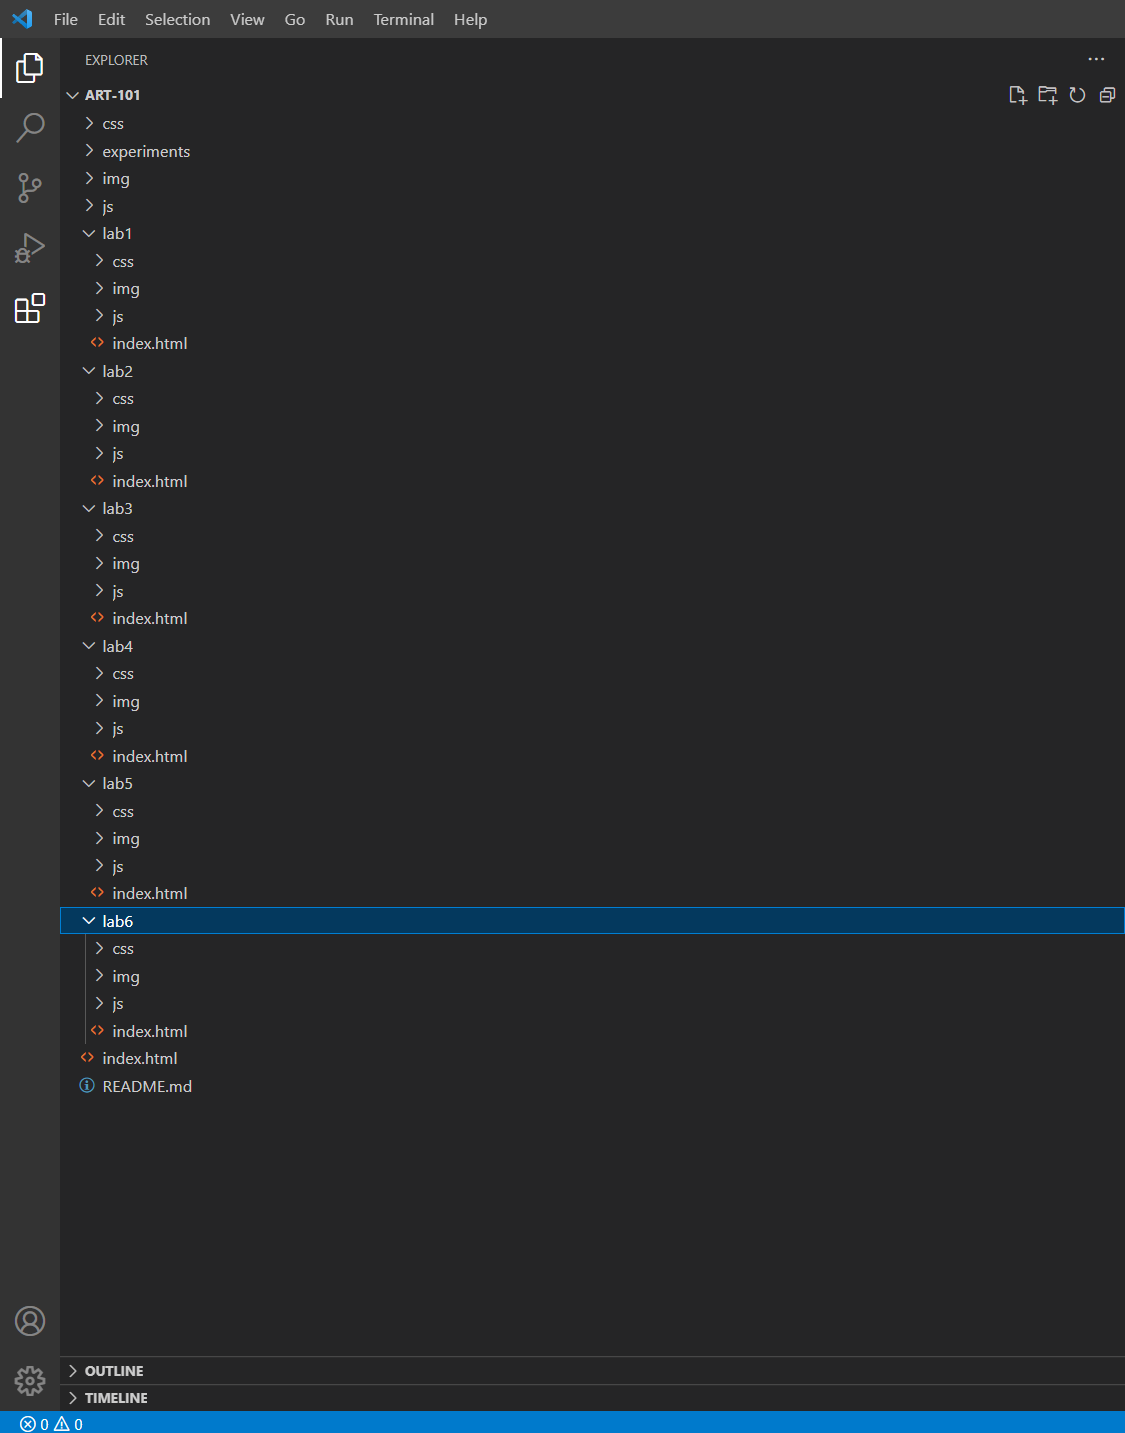 File Edit Selection View Go Run Terminal Help
EXPLORER
ART-101
css
experiments
img
js
lab1
css
img
js
index.html
lab2
css
img
js
index.html
lab3
css
img
js
index.html
lab4
css
img
js
index.html
lab5
css
img
js
index.html
lab6
css
img
js
index.html
index.html
README.md
OUTLINE
TIMELINE
0 0